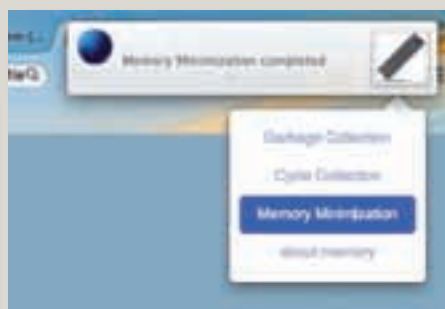 Memory Minimization completed
Garbage Collection
Cycle Collection
Memory Minimization
about:memory